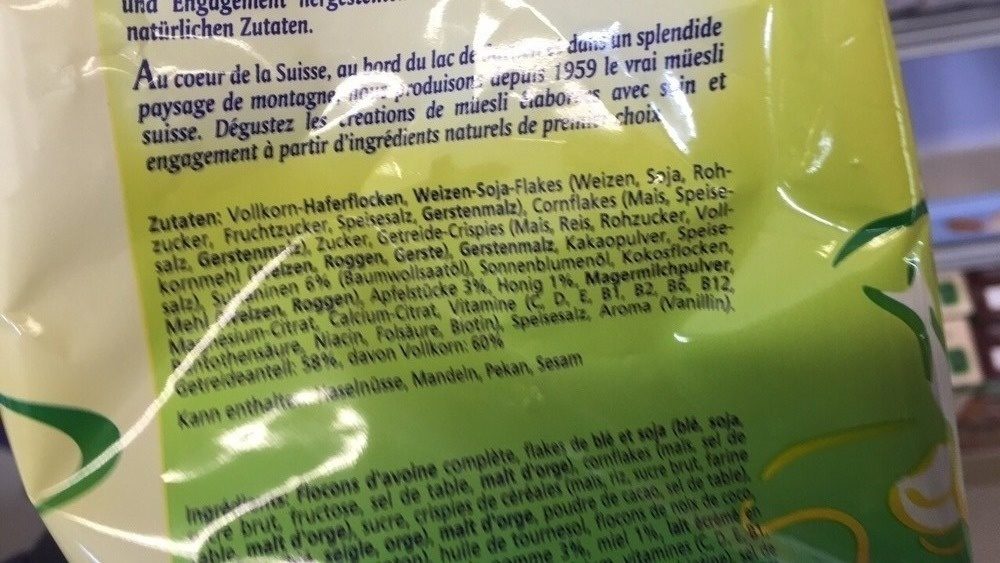 und Engagement
natürlichen Zutaten.
Au coeur de la Suisse, au bord du lac de dans un splendide
paysage de montagne, nous produisons depuis 1959 le vrai müesli
suisse. Dégustez les créations de müesli élaborées avec soin et
engagement à partir d'ingrédients naturels de premier choix
Zutaten: Vollkorn-Haferflocken, Weizen-Soja-Flakes (Weizen, Soja, Roh-
zucker, Fruchtzucker, Speisesalz, Gerstenmalz), Cornflakes (Mais, Speise-
salz, Gerstenmalz), Zucker, Getreide-Crispies (Mais, Reis, Rohzucker, Voll-
kornmehl (Weizen, Roggen, Gerste), Gerstenmalz, Kakaopulver, Speise-
salz), Sultaninen 6% (Baumwollsaatöl), Sonnenblumenöl, Kokosflocken,
Mehl (Weizen, Roggen), Apfelstücke 3%, Honig 1%, Magermilchpulver,
Magnesium-Citrat, Calcium-Citrat, Vitamine (C, D, E, B1, B2, B6, B12,
Pantothensäure, Niacin, Folsäure, Biotin), Speisesalz, Aroma (Vanillin).
Getreideanteil: 58%, davon Vollkorn: 60%
Kann enthalten Haselnüsse, Mandeln, Pekan, Sesam
Ingrédients: flocons d'avoine complète, flakes de blé et soja (blé, soja,
brut, fructose, sel de table, malt d'orge), cornflakes (maïs, sel de
table, malt d'orge), sucre, crispies de céréales (maïs, riz, sucre brut, farine
seigle, orge), malt d'orge, poudre de cacao, sel de table),
huile de tournesol, flocons de noix de coco
3%, miel 1%, lait
vitamines (C, D, E, B1,